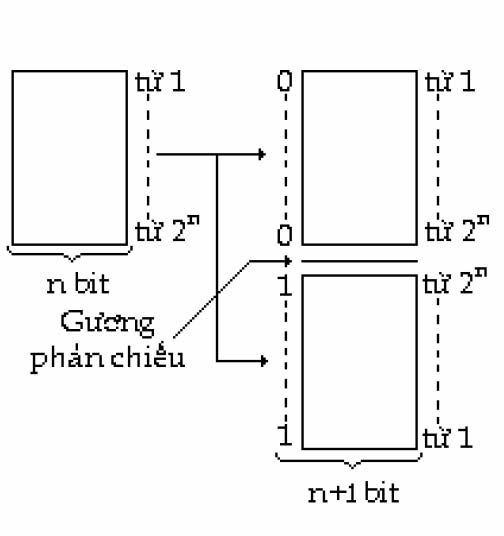 từ 1
từ 2ⁿ
n bit
Gương
phản chiếu
0
từ 1
0
từ 2ⁿ
1
từ 2ⁿ
1
từ 1
n+1 bit